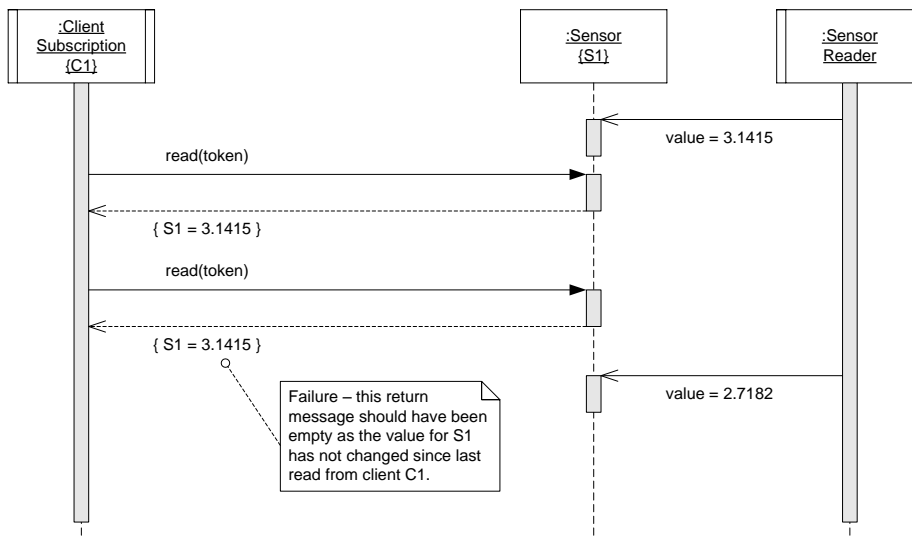 :Client
Subscription
{C1}
:Sensor
{S1}
:Sensor
Reader
value = 3.1415
read(token)
{ S1 = 3.1415 }
read(token)
{ S1 = 3.1415 }
value = 2.7182
Failure – this return
message should have been
empty as the value for S1
has not changed since last
read from client C1.